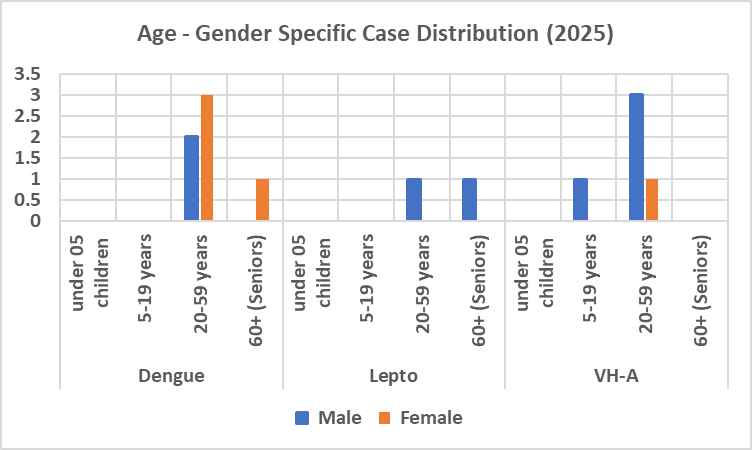 Age - Gender Specific Case Distribution (2025)
3.5
3
2.5
2
1.5
1
0.5
0
under 05
children
5-19 years
20-59 years
60+ (Seniors)
under 05
children
5-19 years
20-59 years
60+ (Seniors)
under 05
children
5-19 years
20-59 years
60+ (Seniors)
Dengue
Lepto
VH-A
Male
Female